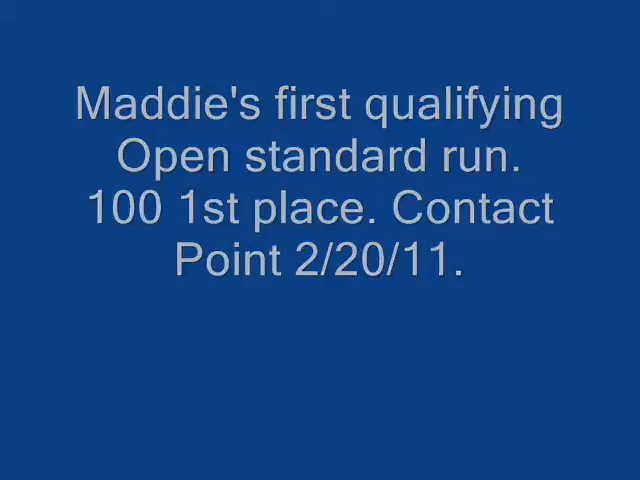 Maddie's first qualifying
Open standard run.
100 1st place. Contact
Point 2/20/11.